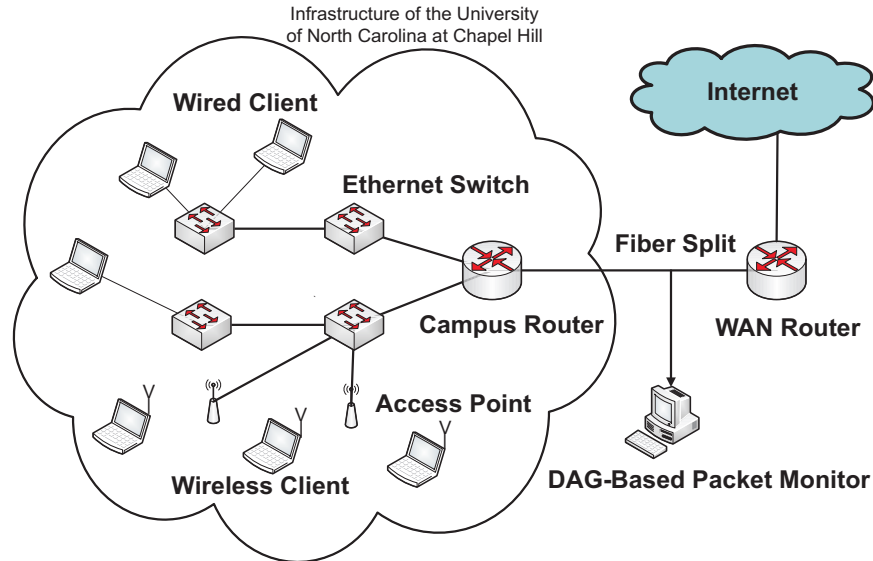 Infrastructure of the University
of North Carolina at Chapel Hill
Wired Client
Internet
Ethernet Switch
Fiber Split
Campus Router
WAN Router
Access Point
Wireless Client
DAG-Based Packet Monitor